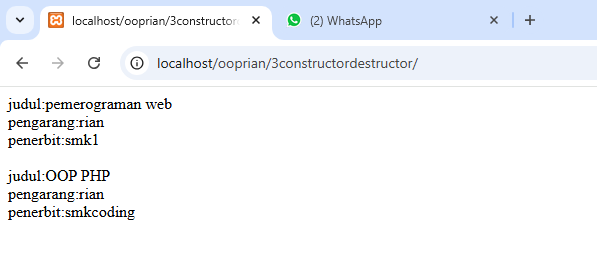 localhost/ooprian/3constructor
(2) WhatsApp
localhost/ooprian/3constructordestructor/
judul:pemerograman web
pengarang:rian
penerbit:smk1
judul:OOP PHP
pengarang:rian
penerbit:smkcoding